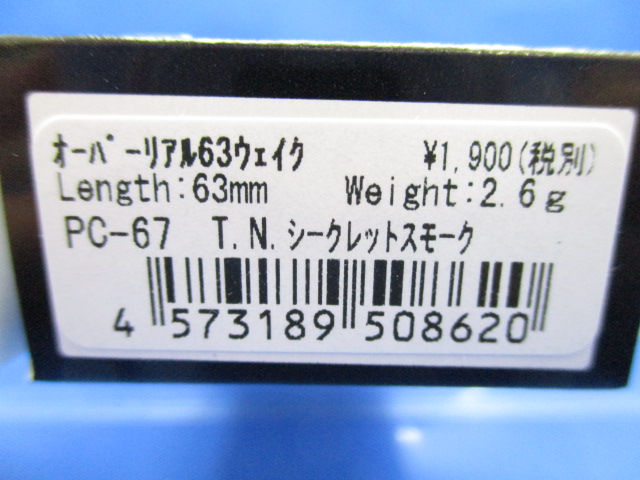 オーバーリアル63ウェイク ¥1,900(税別)
Length:63mm Weight:2.6g
PC-67 T.N.シークレットスモーク
4 573189 508620